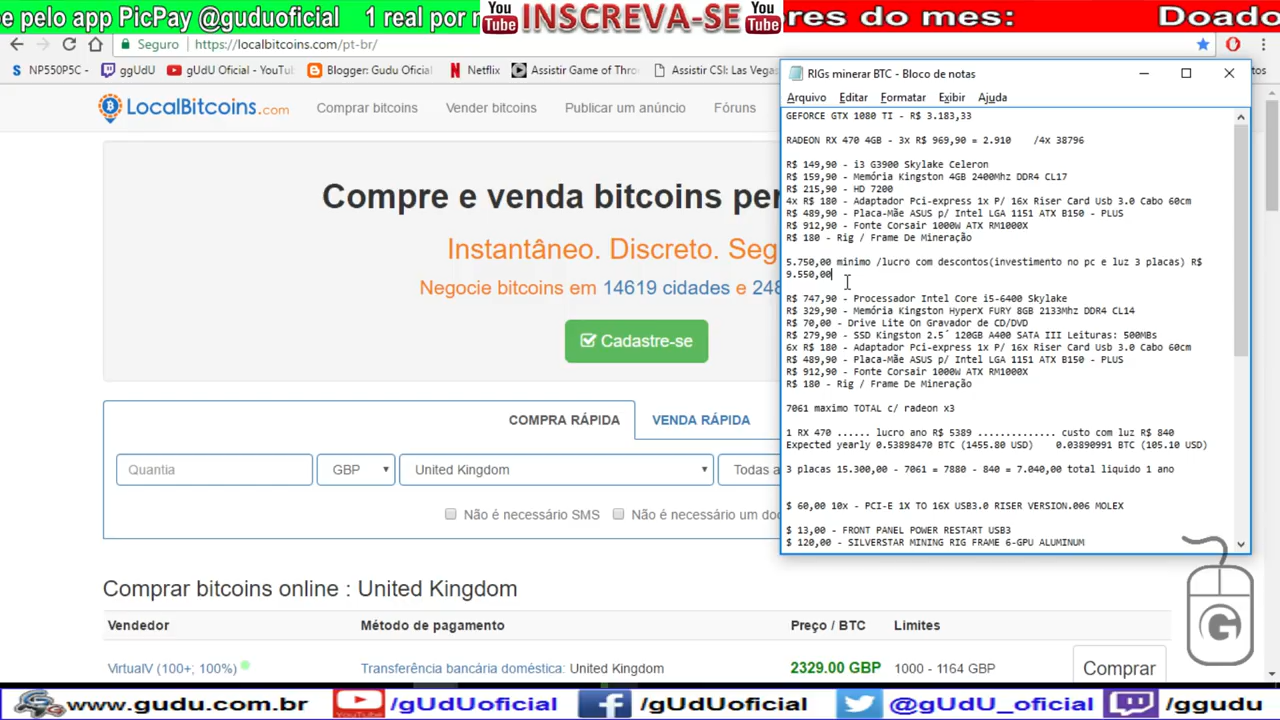 e pelo app PicPay @guduoficial 1 real por m
You Tube INSCREVA-SE You Tube
res do mes: Doado
Seguro https://localbitcoins.com/pt-br/
NP550P5C - ggUdU gUdU Oficial - YouTu Blogger: Gudu Oficial Netflix Assistir Game of Thro Assistir CSI: Las Vega
LocalBitcoins.com Comprar bitcoins Vender bitcoins Publicar um anúncio Fóruns
Compre e venda bitcoins per
Instantâneo. Discreto. Seg
Negocie bitcoins em 14619 cidades e 248
Cadastre-se
COMPRA RÁPIDA VENDA RÁPIDA
Quantia GBP United Kingdom Todas a
Não é necessário SMS Não é necessário um doc
Comprar bitcoins online : United Kingdom
Vendedor Método de pagamento Preço / BTC Limites
VirtualV (100+; 100%) Transferência bancária doméstica: United Kingdom 2329.00 GBP 1000 - 1164 GBP Comprar
RIGs minerar BTC - Bloco de notas
Arquivo Editar Formatar Exibir Ajuda
GEFORCE GTX 1080 TI - R$ 3.183,33
RADEON RX 470 4GB - 3x R$ 969,90 = 2.910 /4x 38796
R$ 149,90 - i3 G3900 Skylake Celeron
R$ 159,90 - Memória Kingston 4GB 2400Mhz DDR4 CL17
R$ 215,90 - HD 7200
4x R$ 180 - Adaptador Pci-express 1x P/ 16x Riser Card Usb 3.0 Cabo 60cm
R$ 489,90 - Placa-Mãe ASUS p/ Intel LGA 1151 ATX B150 - PLUS
R$ 912,90 - Fonte Corsair 1000W ATX RM1000X
R$ 180 - Rig / Frame De Mineração
5.750,00 minimo /lucro com descontos(investimento no pc e luz 3 placas) R$
9.550,00
R$ 747,90 - Processador Intel Core i5-6400 Skylake
R$ 329,90 - Memória Kingston HyperX FURY 8GB 2133Mhz DDR4 CL14
R$ 70,00 - Drive Lite On Gravador de CD/DVD
R$ 279,90 - SSD Kingston 2.5´ 120GB A400 SATA III Leituras: 500MBs
6x R$ 180 - Adaptador Pci-express 1x P/ 16x Riser Card Usb 3.0 Cabo 60cm
R$ 489,90 - Placa-Mãe ASUS p/ Intel LGA 1151 ATX B150 - PLUS
R$ 912,90 - Fonte Corsair 1000W ATX RM1000X
R$ 180 - Rig / Frame De Mineração
7061 maximo TOTAL c/ radeon x3
1 RX 470 ...... lucro ano R$ 5389 .............. custo com luz R$ 840
Expected yearly 0.53898470 BTC (1455.80 USD) 0.03890991 BTC (105.10 USD)
3 placas 15.300,00 - 7061 = 7880 - 840 = 7.040,00 total liquido 1 ano
$ 60,00 10x - PCI-E 1X TO 16X USB3.0 RISER VERSION.006 MOLEX
$ 13,00 - FRONT PANEL POWER RESTART USB3
$ 120,00 - SILVERSTAR MINING RIG FRAME 6-GPU ALUMINUM
G
www.gudu.com.br YouTube /gUdUoficial /gUdUoficial @gUdU_oficial /ggudu